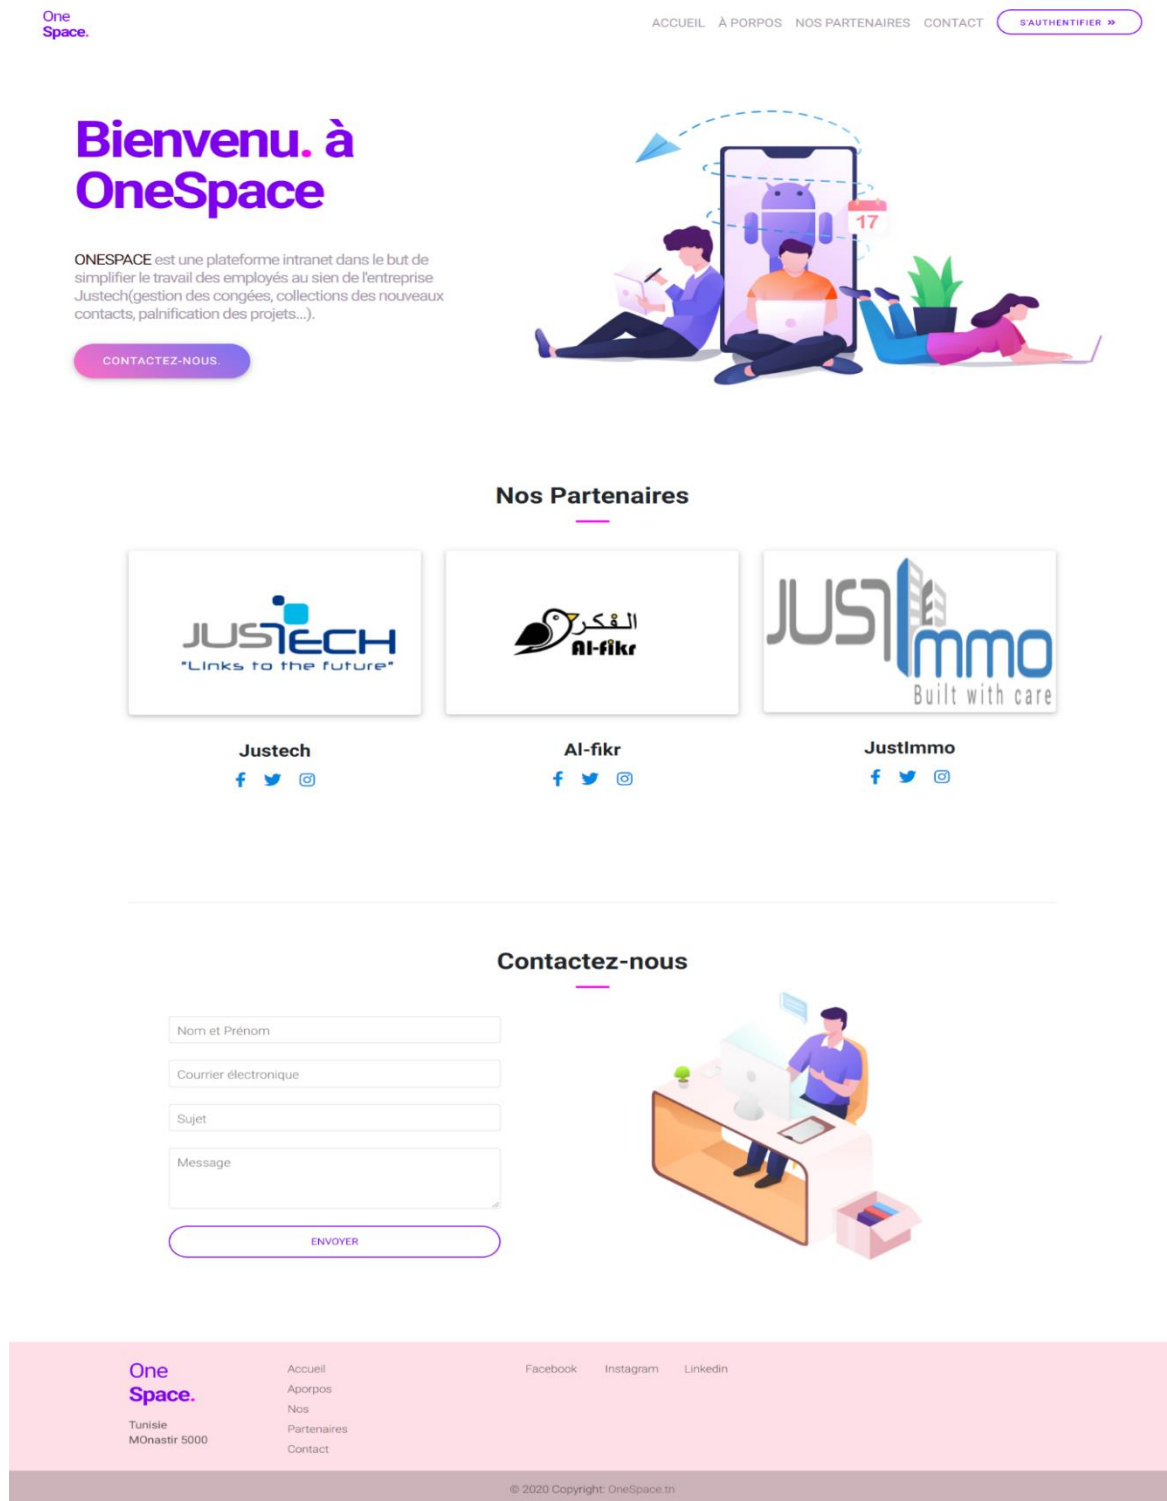 One
Space.
ACCUEIL À PORPOS NOS PARTENAIRES CONTACT S'AUTHENTIFIER »
Bienvenu. à
OneSpace
17
ONESPACE est une plateforme intranet dans le but de
simplifier le travail des employés au sien de l'entreprise
Justech(gestion des congées, collections des nouveaux
contacts, palnification des projets...).
CONTACTEZ-NOUS.
Nos Partenaires
JUSTECH
"Links to the future"
الفكر
Al-fikr
JUST Immo
Built with care
Justech
Al-fikr
JustImmo
Contactez-nous
Nom et Prénom
Courrier électronique
Sujet
Message
ENVOYER
One
Space.
Tunisie
MOnastir 5000
Accueil
Aporpos
Nos
Partenaires
Contact
Facebook Instagram Linkedin
© 2020 Copyright: OneSpace.tn